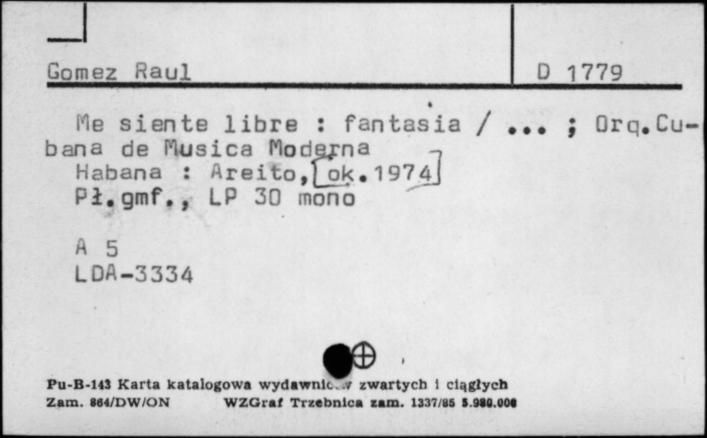 Gomez Raul D 1779
Me siente libre : fantasia / ... ; Orq.Cu-
bana de Musica Moderna
Habana : Areito,[ok.1974]
Pł.gmf., LP 30 mono
A 5
LDA-3334
Pu-B-143 Karta katalogowa zwartych i ciągłych
Zam. 864/DW/ON WZGraf Trzebnica zam. 1337/85 5.980.000